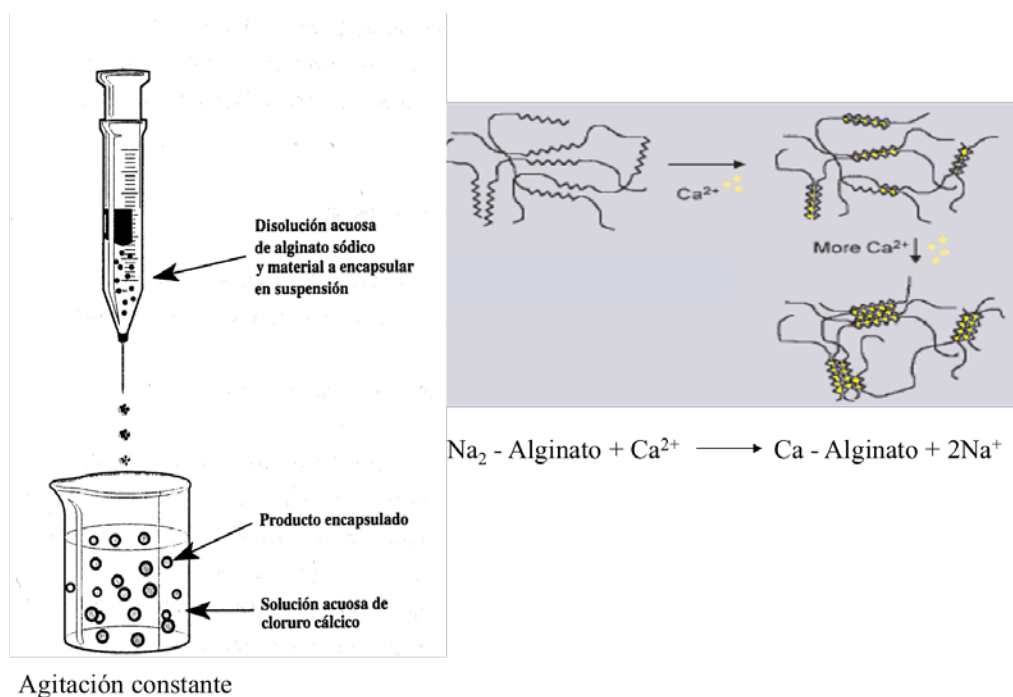 Disolución acuosa
de alginato sódico
y material a encapsular
en suspensión
Producto encapsulado
Solución acuosa de
cloruro cálcico
Agitación constante
Ca²⁺
More Ca²⁺
Na₂ - Alginato + Ca²⁺ ⟶ Ca - Alginato + 2Na⁺